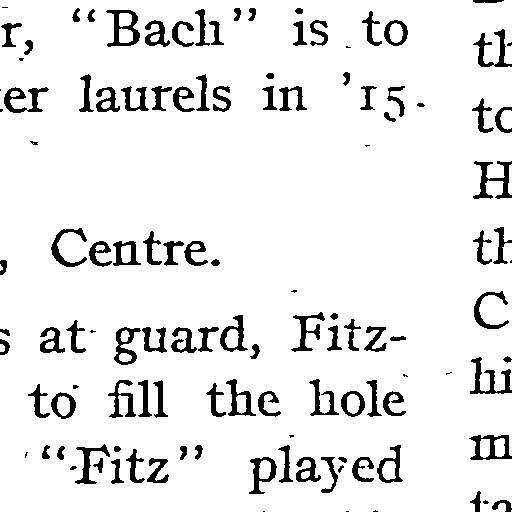 r, "Bach" is to
er laurels in '15.
, Centre.
s at guard, Fitz-
to fill the hole
"Fitz" played
th
to
H
th
C
hi
m
ta